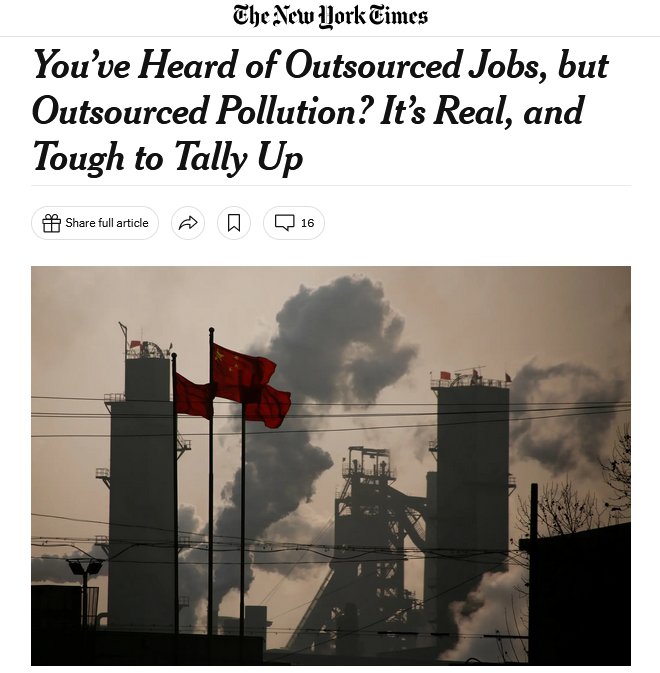 The New York Times
You’ve Heard of Outsourced Jobs, but
Outsourced Pollution? It’s Real, and
Tough to Tally Up
Share full article
16